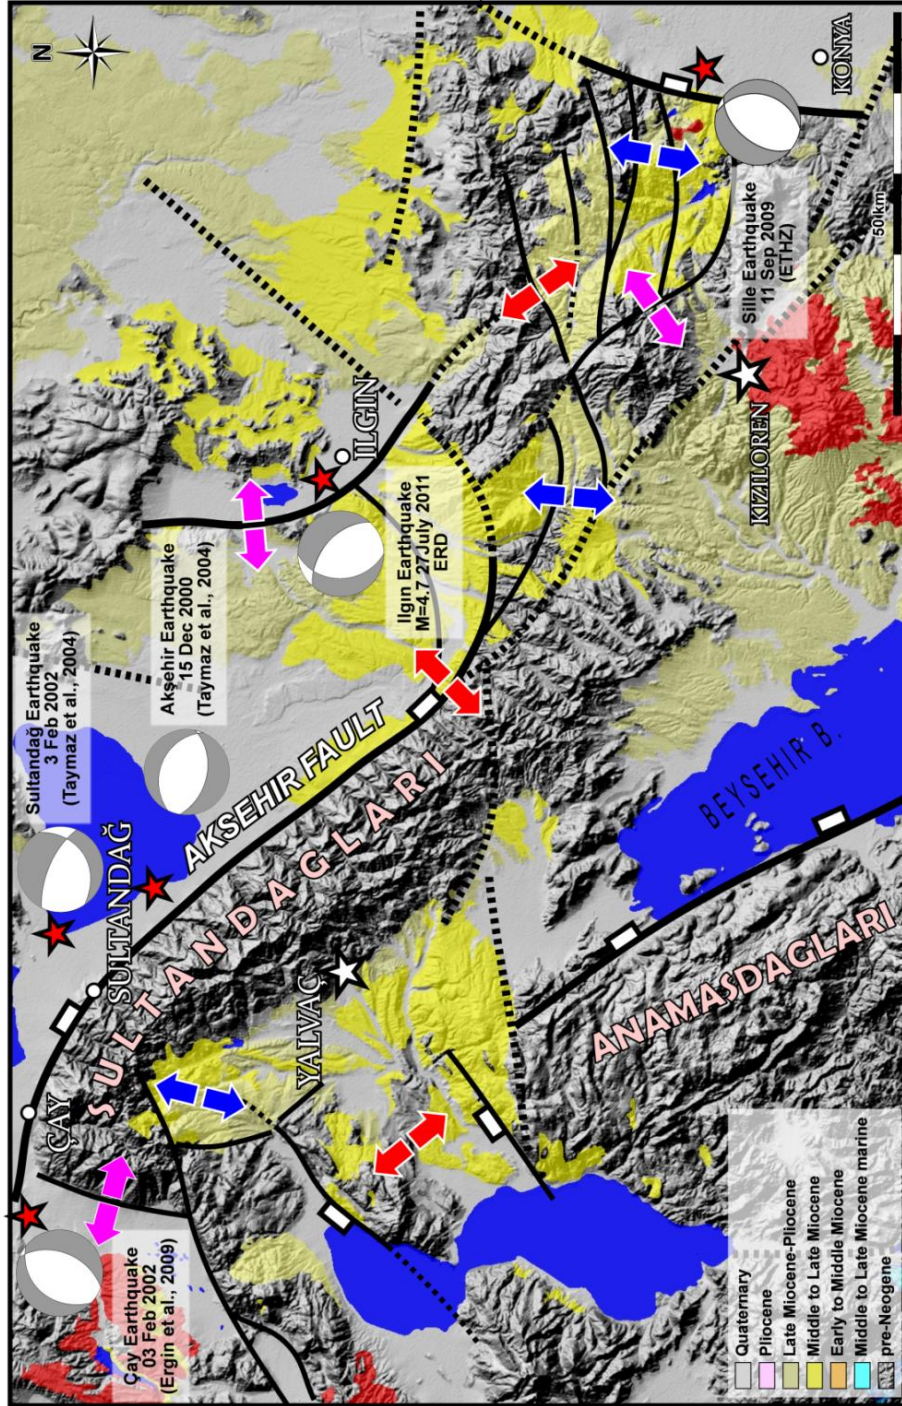 N
Sultandağ Earthquake
3 Feb 2002
(Taymaz et al., 2004)
Akşehir Earthquake
15 Dec 2000
(Taymaz et al., 2004)
Çay Earthquake
03 Feb 2002
(Ergin et al., 2009)
Ilgın Earthquake
M=4.7 27July 2011
ERD
Sille Earthquake
11 Sep 2009
(ETHZ)
ÇAY
SULTANDAĞ
AKSEHIR FAULT
SULTANDAGLARI
YALVAÇ
ILGIN
KONYA
KIZILOREN
BEYŞEHIR B.
ANAMASDAGLARI
50 km
Quaternary
Pliocene
Late Miocene-Pliocene
Middle to Late Miocene
Early to Middle Miocene
Middle to Late Miocene marine
pre-Neogene